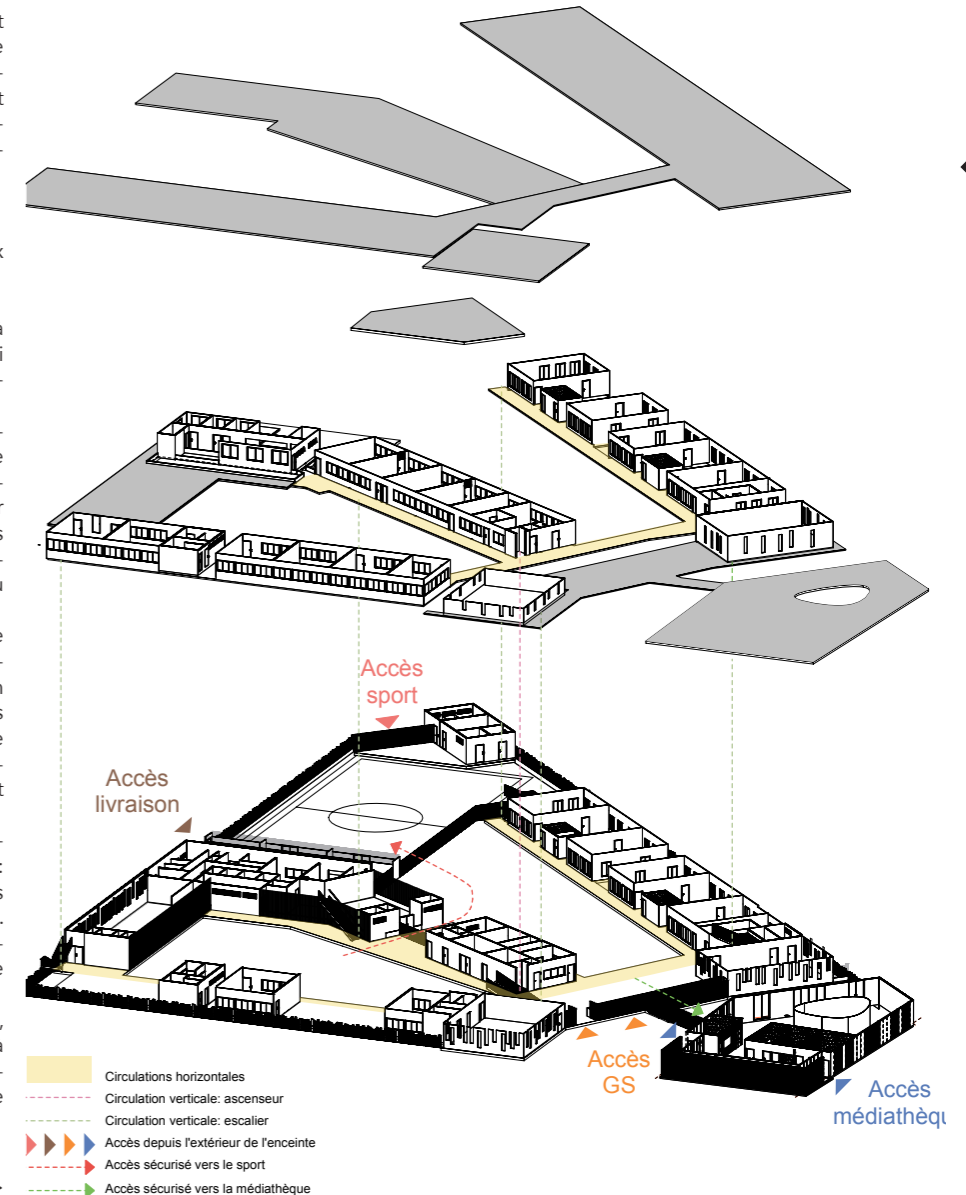 t
e
-
t
-
-
x
a
i
-
-
e
-
r
s
-
u
e
-
n
s
e
-
t
-
:
s
.
-
e
,
a
-
e
.
Accès
sport
Accès
livraison
Accès
GS
Accès
médiathèqu
Circulations horizontales
Circulation verticale: ascenseur
Circulation verticale: escalier
Accès depuis l'extérieur de l'enceinte
Accès sécurisé vers le sport
Accès sécurisé vers la médiathèque